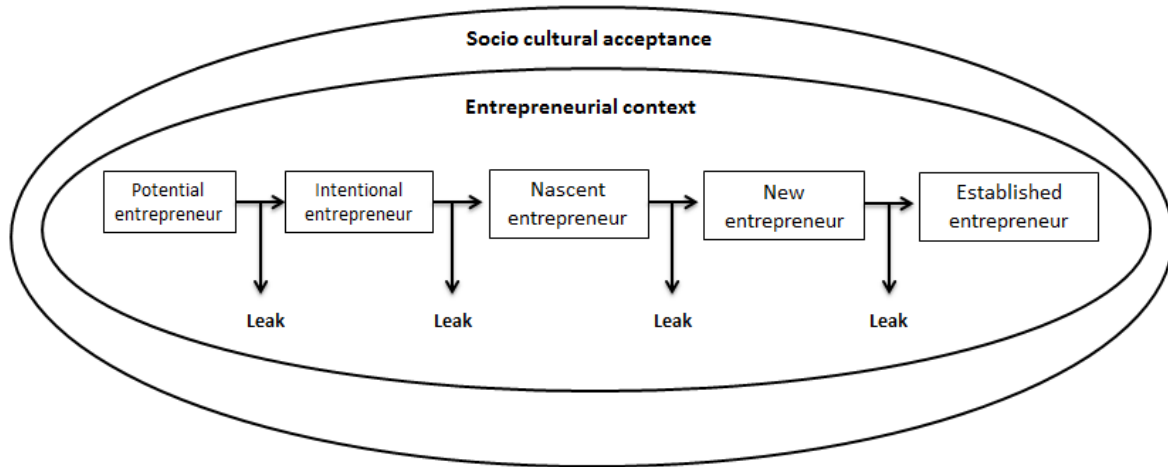 Socio cultural acceptance
Entrepreneurial context
Potential
entrepreneur
Intentional
entrepreneur
Nascent
entrepreneur
New
entrepreneur
Established
entrepreneur
Leak
Leak
Leak
Leak